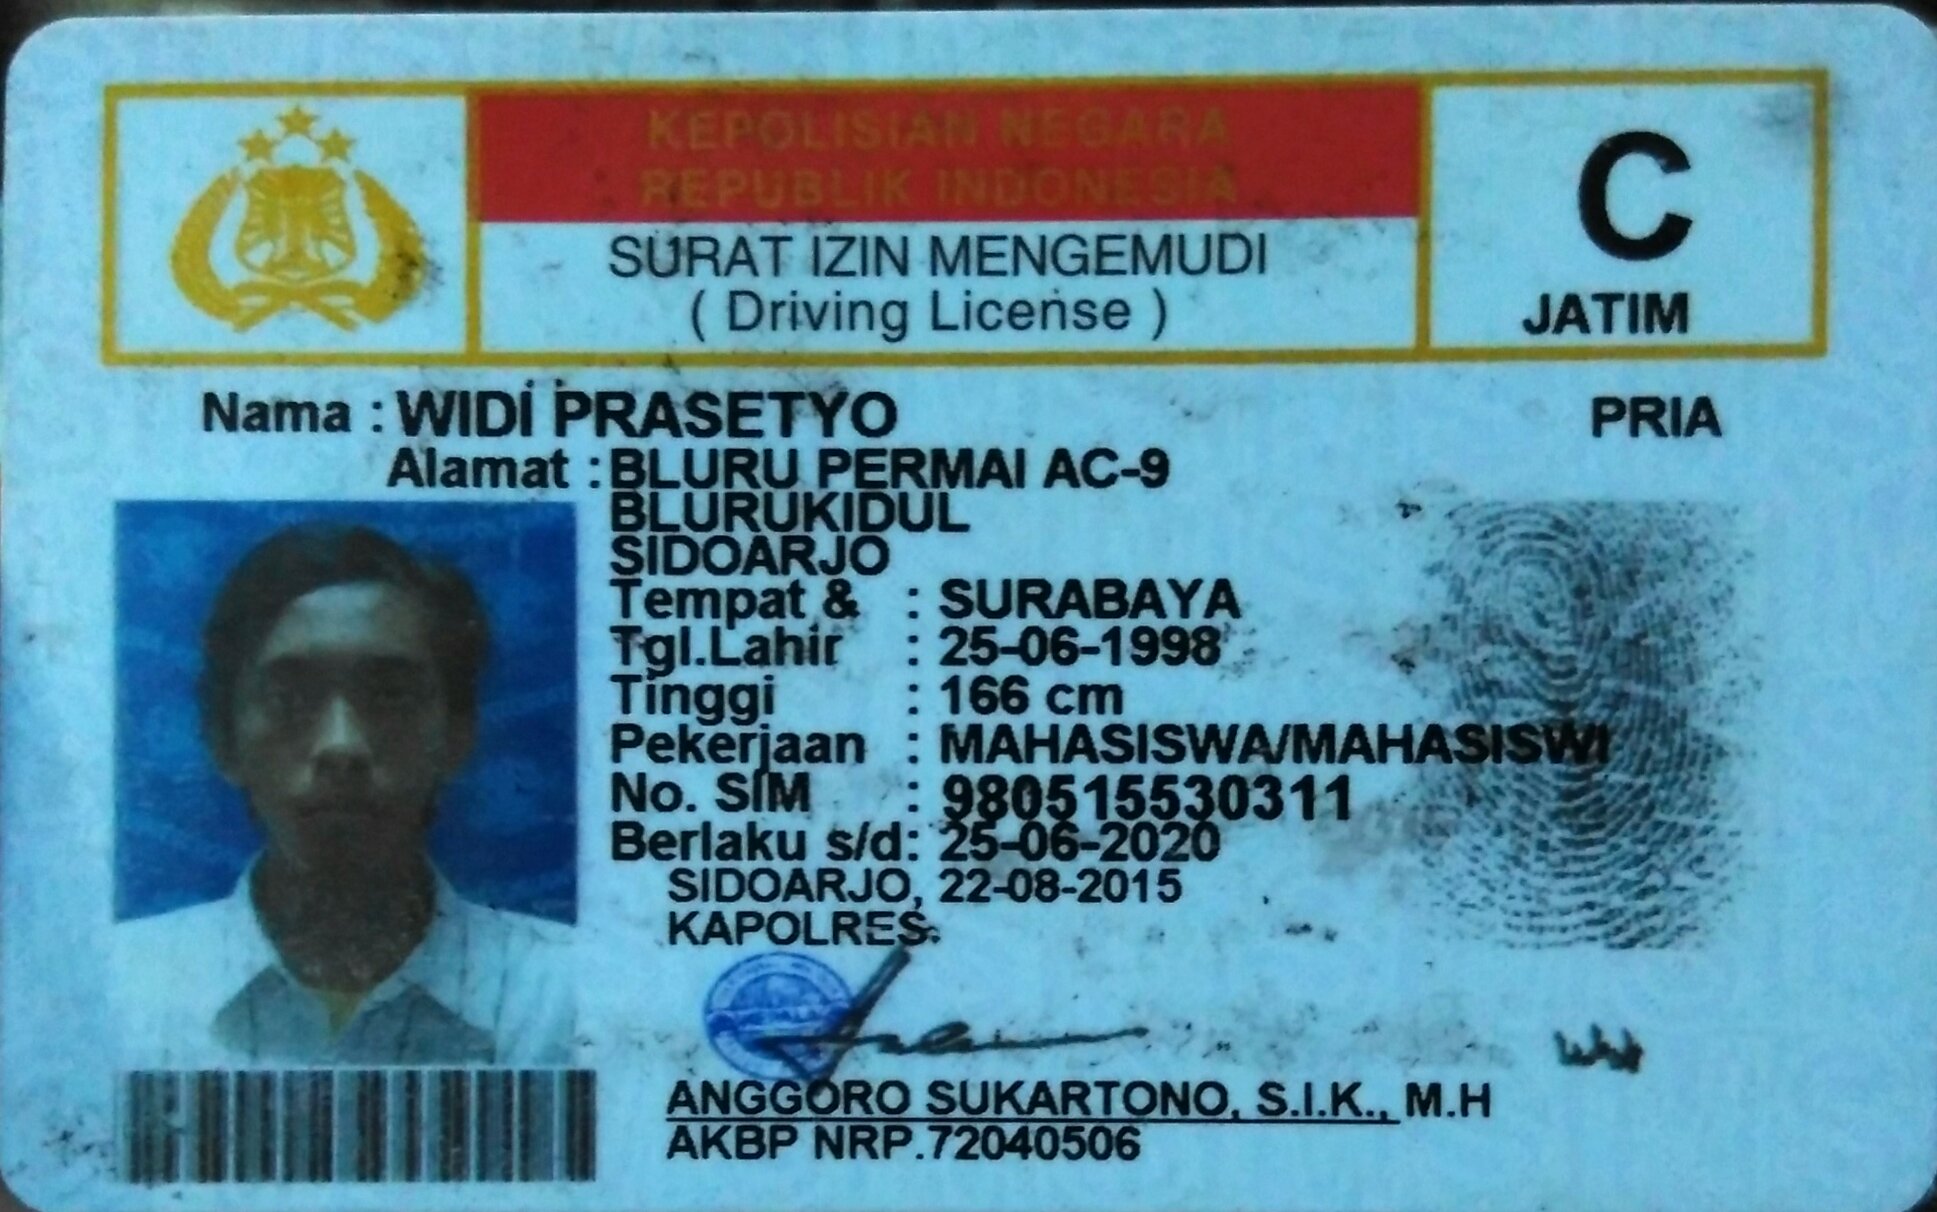 KEPOLISIAN NEGARA
REPUBLIK INDONESIA
SURAT IZIN MENGEMUDI
( Driving License )
C
JATIM
Nama : WIDI PRASETYO
PRIA
Alamat : BLURU PERMAI AC-9
BLURUKIDUL
SIDOARJO
Tempat & : SURABAYA
Tgl.Lahir : 25-06-1998
Tinggi : 166 cm
Pekerjaan : MAHASISWA/MAHASISWI
No. SIM : 980515530311
Berlaku s/d: 25-06-2020
SIDOARJO, 22-08-2015
KAPOLRES.
ANGGORO SUKARTONO, S.I.K., M.H
AKBP NRP.72040506